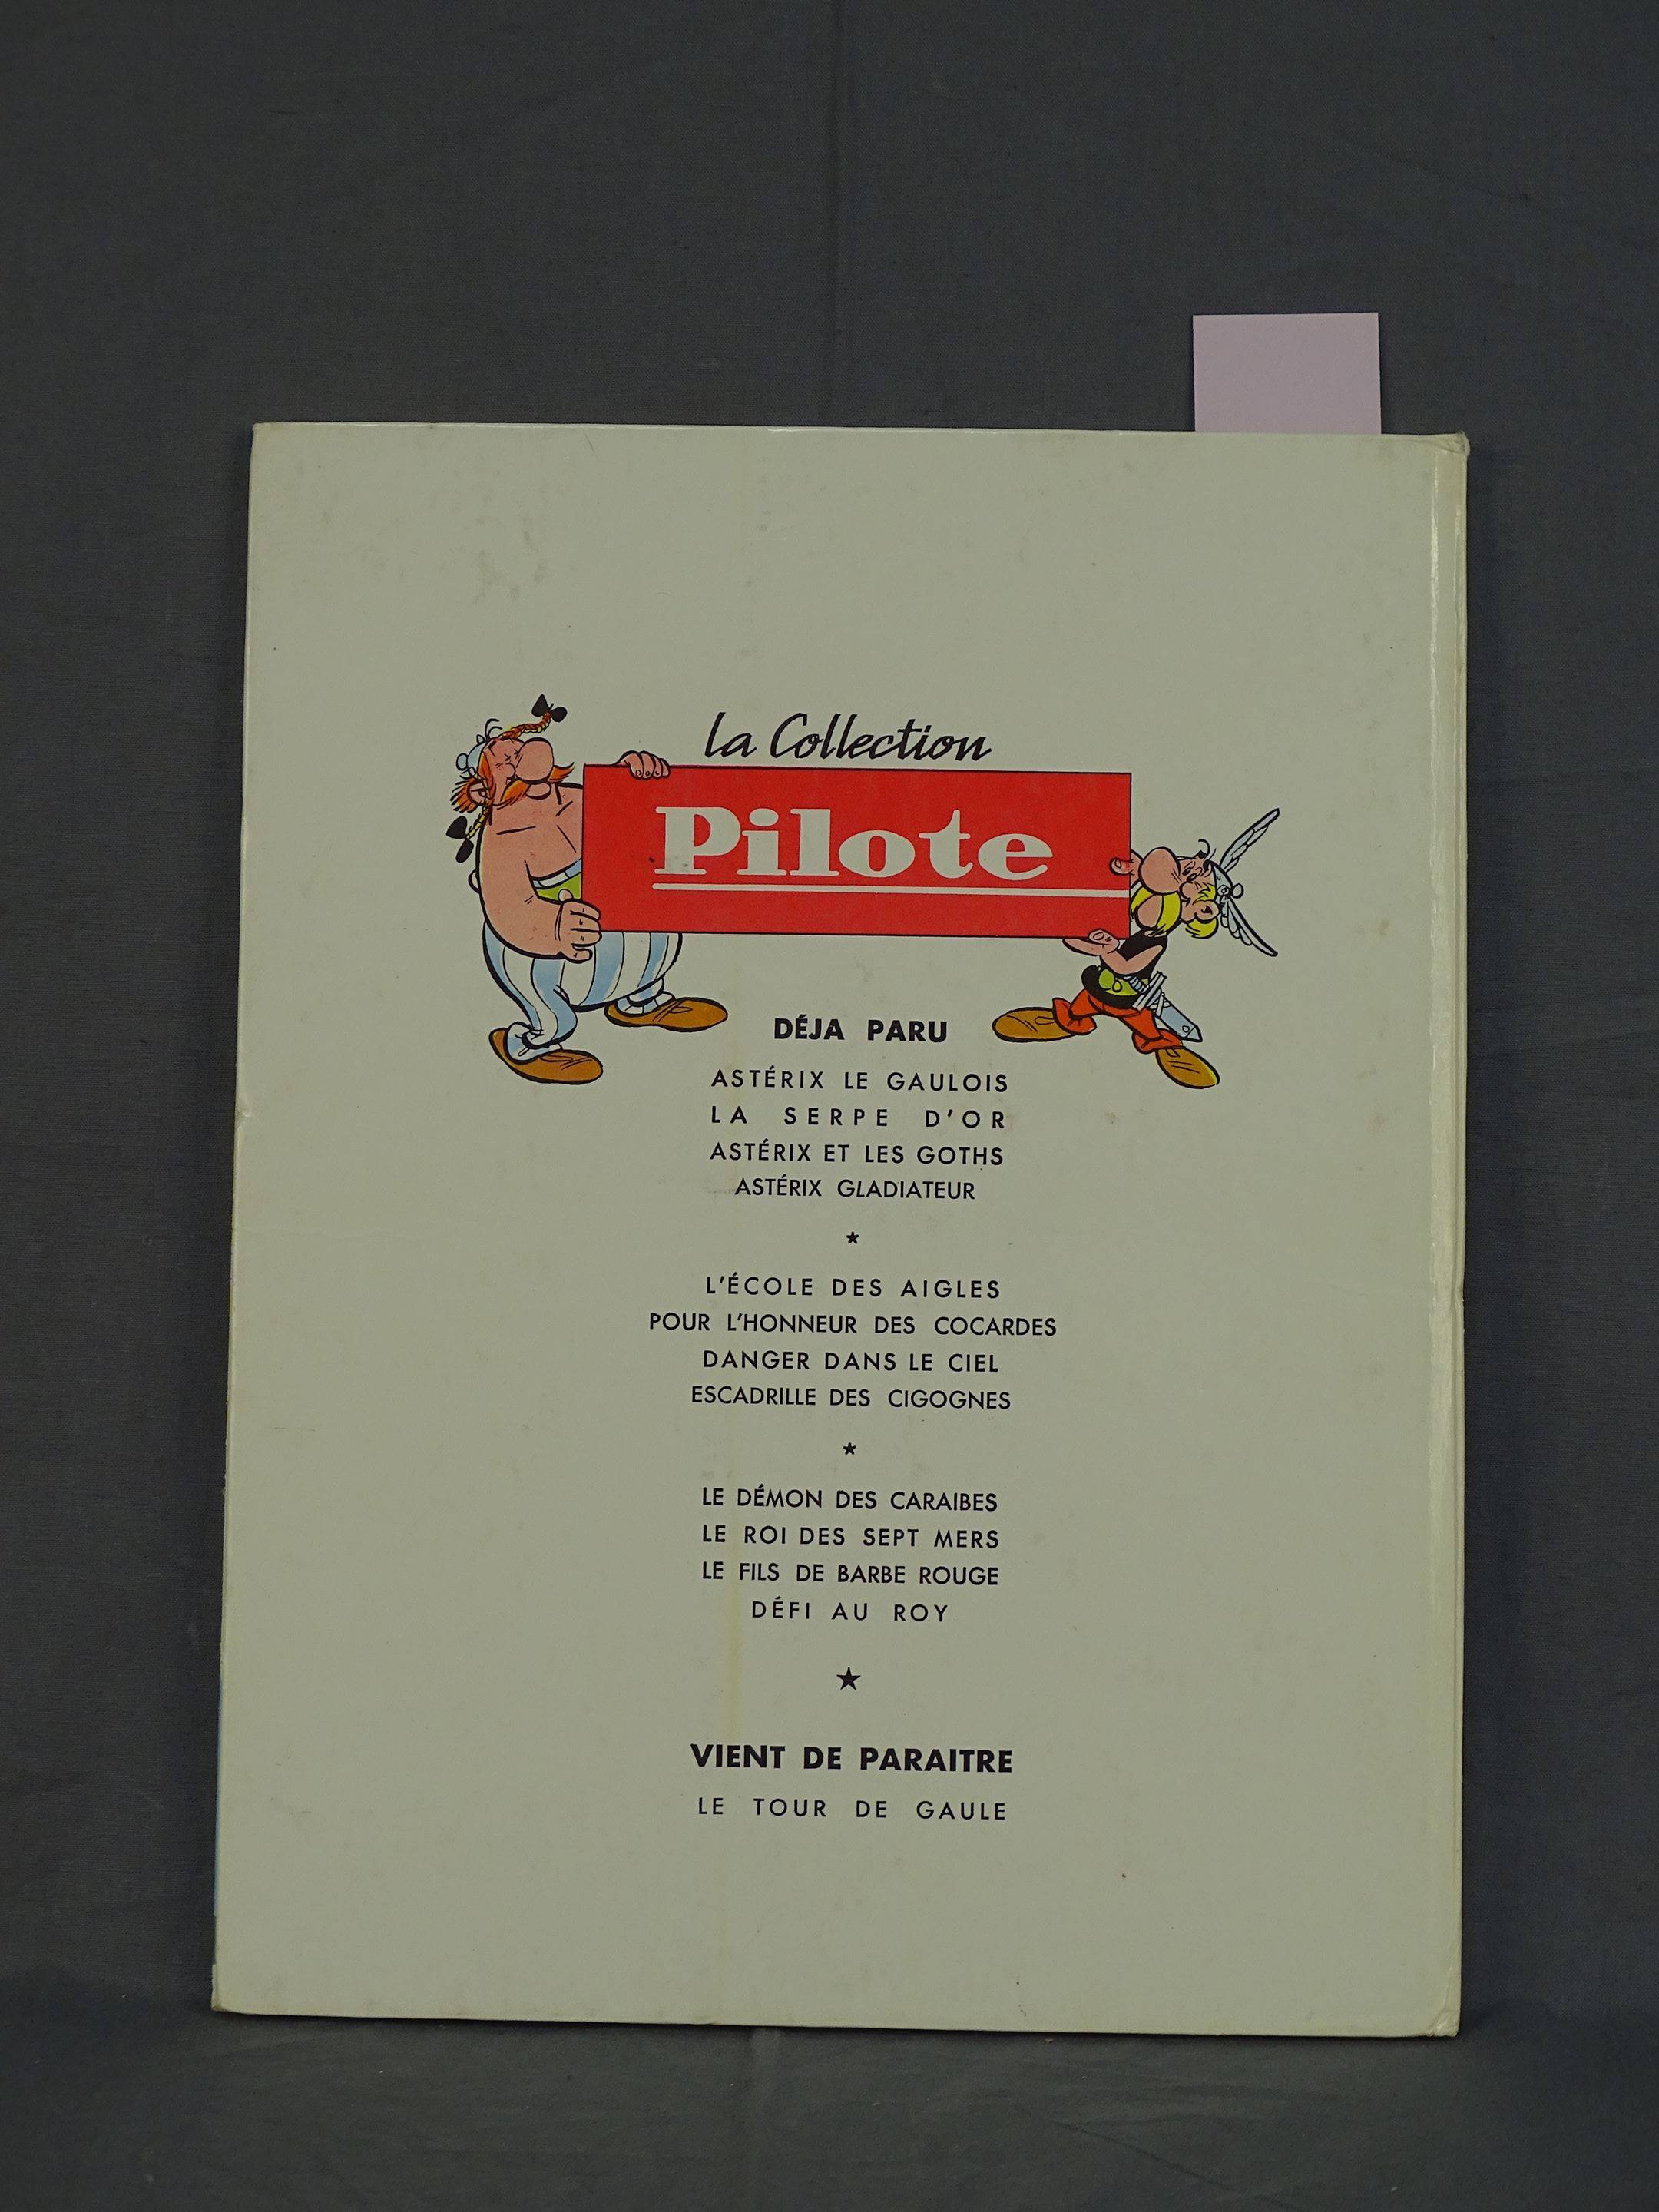 La Collection
Pilote
DÉJA PARU
ASTÉRIX LE GAULOIS
LA SERPE D'OR
ASTÉRIX ET LES GOTHS
ASTÉRIX GLADIATEUR
★
L'ÉCOLE DES AIGLES
POUR L'HONNEUR DES COCARDES
DANGER DANS LE CIEL
ESCADRILLE DES CIGOGNES
★
LE DÉMON DES CARAIBES
LE ROI DES SEPT MERS
LE FILS DE BARBE ROUGE
DÉFI AU ROY
★
VIENT DE PARAITRE
LE TOUR DE GAULE